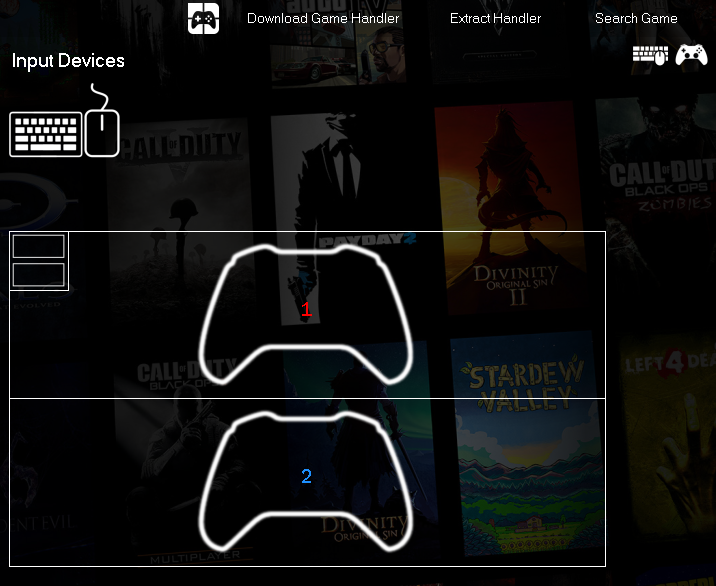 Download Game Handler
Extract Handler
Search Game
Input Devices
CALL OF DUTY
CALL OF DUTY
BLACK OPS
ZOMBIES
PAYDAY 2
DIVINITY
ORIGINAL SIN
II
1
CALL OF DUTY
BLACK OPS
STARDEW
VALLEY
LEFT 4 DEA
2
DIVINITY
ORIGINAL SIN
MULTIPLAYER